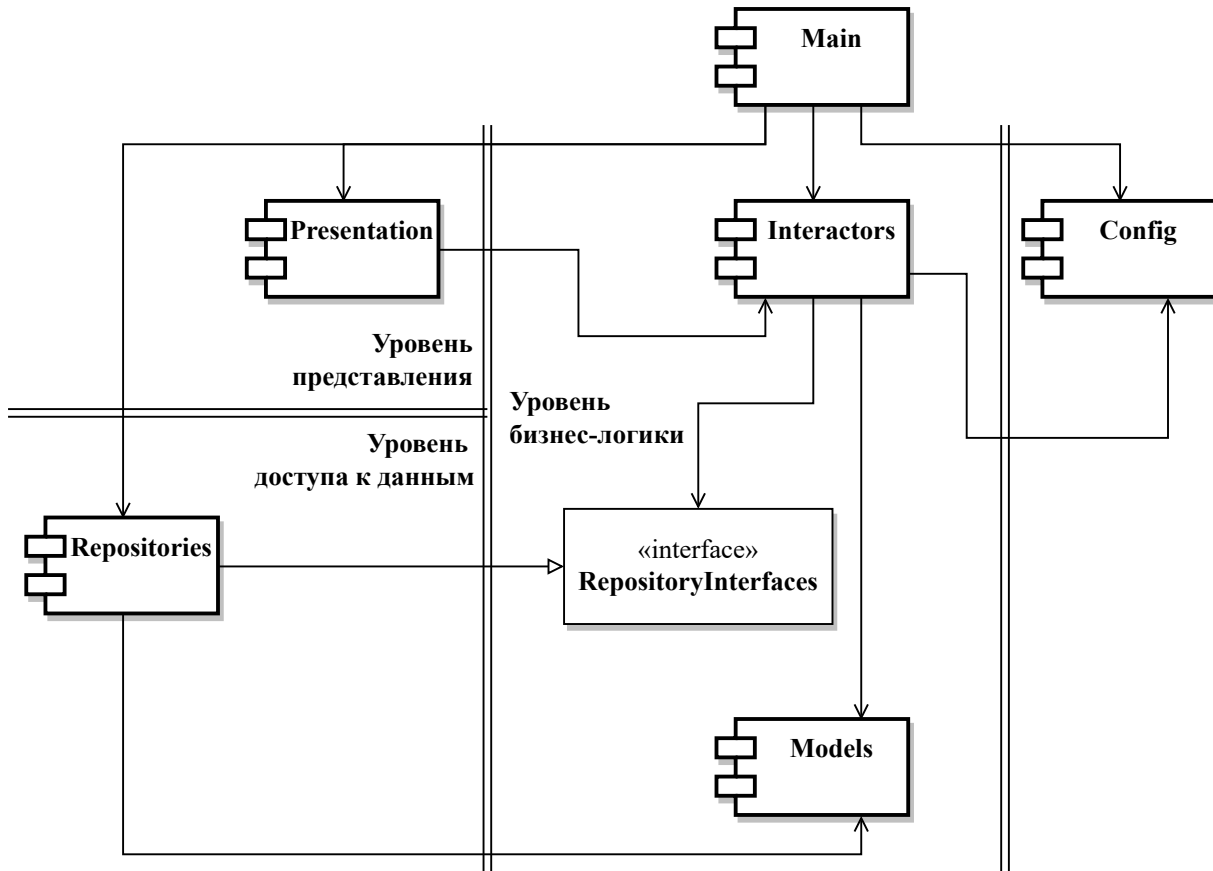 Main
Presentation
Interactors
Config
Уровень
представления
Уровень
бизнес-логики
Уровень
доступа к данным
Repositories
«interface»
RepositoryInterfaces
Models